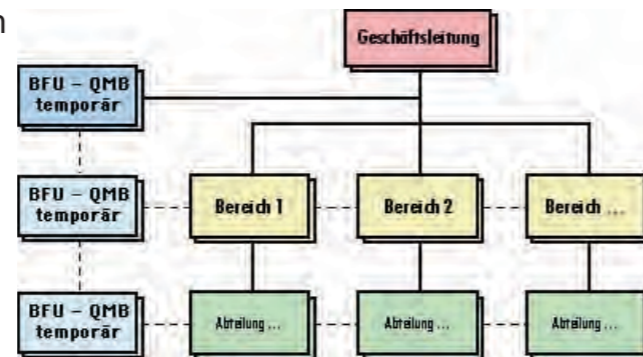 n
Geschäftsleitung
BFU – QMB
temporär
BFU – QMB
temporär
Bereich 1
Bereich 2
Bereich ...
BFU – QMB
temporär
Abteilung ...
Abteilung ...
Abteilung ...